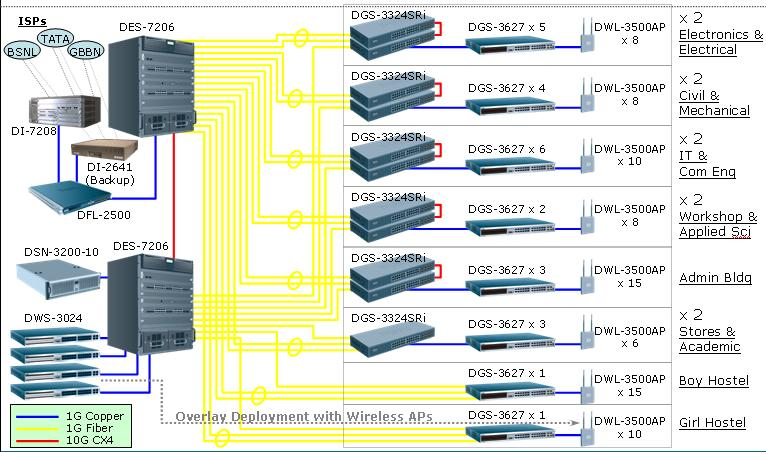 ISPs
BSNL
TATA
GBBN
DES-7206
DI-7208
DI-2641
(Backup)
DFL-2500
DES-7206
DSN-3200-10
DWS-3024
1G Copper
1G Fiber
10G CX4
Overlay Deployment with Wireless APs
DGS-3324SRi
DGS-3627 x 5
DWL-3500AP
x 8
x 2
Electronics &
Electrical
DGS-3324SRi
DGS-3627 x 4
DWL-3500AP
x 8
x 2
Civil &
Mechanical
DGS-3324SRi
DGS-3627 x 6
DWL-3500AP
x 10
x 2
IT &
Com Enq
DGS-3324SRi
DGS-3627 x 2
DWL-3500AP
x 8
x 2
Workshop &
Applied Sci
DGS-3324SRi
DGS-3627 x 3
DWL-3500AP
x 15
Admin Bldq
DGS-3324SRi
DGS-3627 x 3
DWL-3500AP
x 6
x 2
Stores &
Academic
DGS-3627 x 1
DWL-3500AP
x 15
Boy Hostel
DGS-3627 x 1
DWL-3500AP
x 10
Girl Hostel